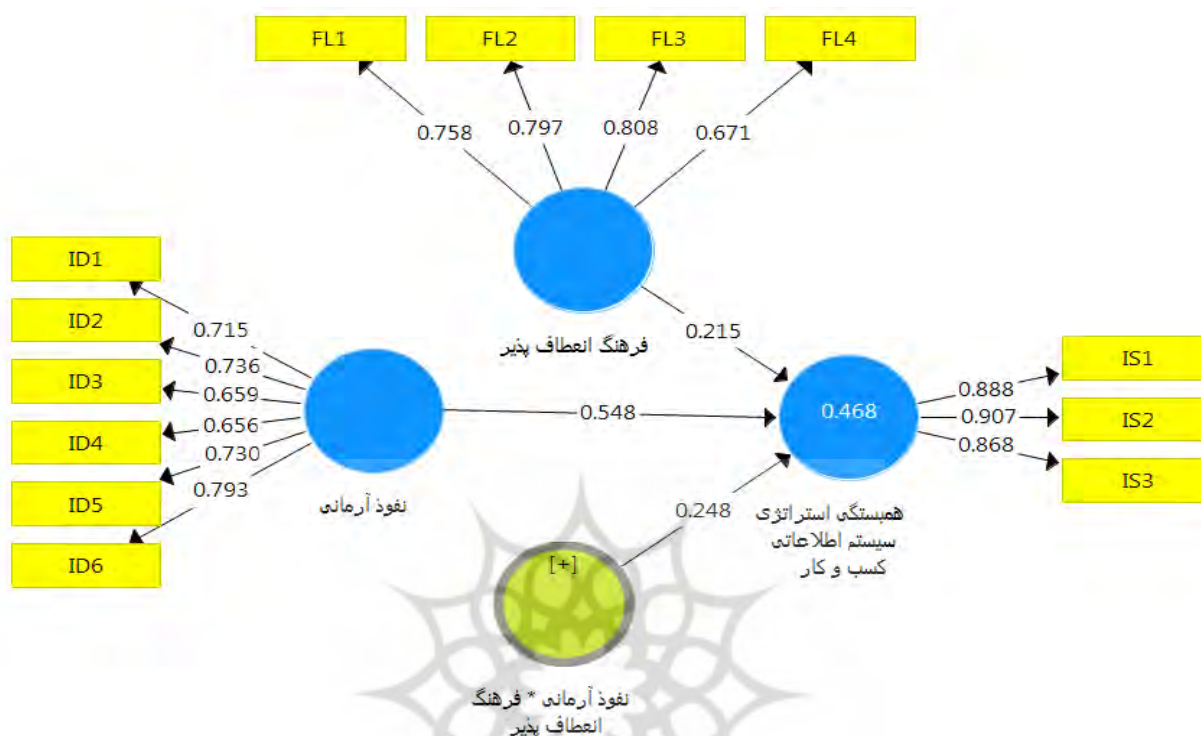 FL1
FL2
FL3
FL4
0.758
0.797
0.808
0.671
فرهنگ انعطاف پذیر
0.215
ID1
ID2
ID3
ID4
ID5
ID6
0.715
0.736
0.659
0.656
0.730
0.793
نفوذ آرمانی
0.548
0.468
0.888
0.907
0.868
IS1
IS2
IS3
همبستگی استراتژی
سیستم اطلاعاتی
کسب و کار
0.248
[+]
نفوذ آرمانی * فرهنگ
انعطاف پذیر